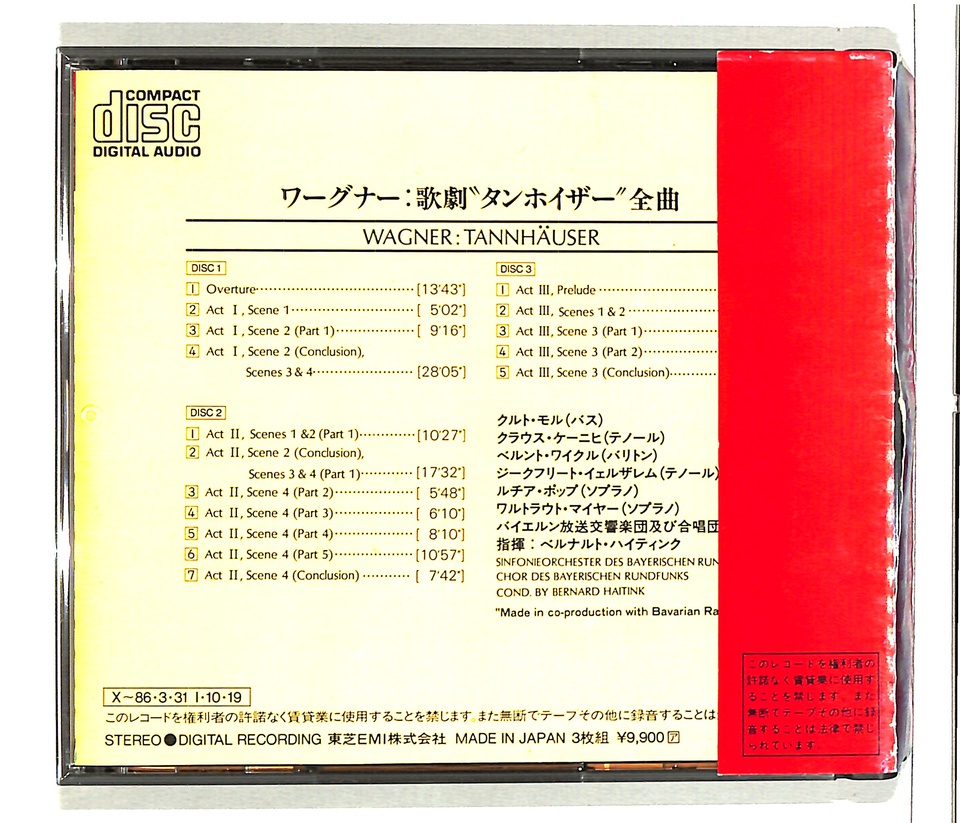 COMPACT
disc
DIGITAL AUDIO
ワーグナー：歌劇〝タンホイザー〟全曲
WAGNER : TANNHÄUSER
DISC 1
1 Overture [13'43"]
2 Act I, Scene 1 [ 5'02"]
3 Act I, Scene 2 (Part 1) [ 9'16"]
4 Act I, Scene 2 (Conclusion),
Scenes 3 & 4 [28'05"]
DISC 2
1 Act II, Scenes 1 & 2 (Part 1) [10'27"]
2 Act II, Scene 2 (Conclusion),
Scenes 3 & 4 (Part 1) [17'32"]
3 Act II, Scene 4 (Part 2) [ 5'48"]
4 Act II, Scene 4 (Part 3) [ 6'10"]
5 Act II, Scene 4 (Part 4) [ 8'10"]
6 Act II, Scene 4 (Part 5) [10'57"]
7 Act II, Scene 4 (Conclusion) [ 7'42"]
DISC 3
1 Act III, Prelude
2 Act III, Scenes 1 & 2
3 Act III, Scene 3 (Part 1)
4 Act III, Scene 3 (Part 2)
5 Act III, Scene 3 (Conclusion)
クルト・モル（バス）
クラウス・ケーニヒ（テノール）
ベルント・ワイクル（バリトン）
ジークフリート・イェルザレム（テノール）
ルチア・ポップ（ソプラノ）
ワルトラウト・マイヤー（ソプラノ）
バイエルン放送交響楽団及び合唱団
指揮：ベルナルト・ハイティンク
SINFONIEORCHESTER DES BAYERISCHEN RUN
CHOR DES BAYERISCHEN RUNDFUNKS
COND. BY BERNARD HAITINK
"Made in co-production with Bavarian Ra
X～86・3・31 I・10・19
このレコードを権利者の許諾なく賃貸業に使用することを禁じます。また無断でテープその他に録音することは
STEREO●DIGITAL RECORDING 東芝EMI株式会社 MADE IN JAPAN 3枚組 ¥9,900 ア
このレコードを権利者の
許諾なく賃貸業に使用す
ることを禁じます。また
無断でテープその他に録
音することは法律で禁じ
られています。